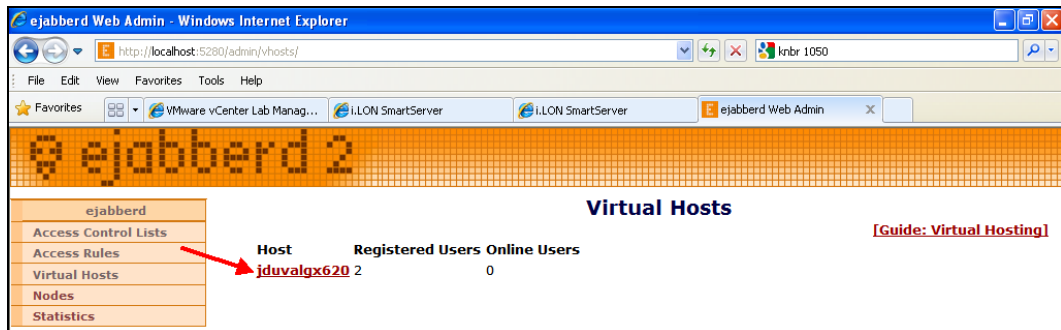 ejabberd Web Admin - Windows Internet Explorer
http://localhost:5280/admin/vhosts/
knbr 1050
File Edit View Favorites Tools Help
Favorites VMware vCenter Lab Manag... i.LON SmartServer i.LON SmartServer ejabberd Web Admin x
ejabberd 2
ejabberd
Access Control Lists
Access Rules
Virtual Hosts
Nodes
Statistics
Virtual Hosts
[Guide: Virtual Hosting]
Host Registered Users Online Users
jduvalgx620 2 0